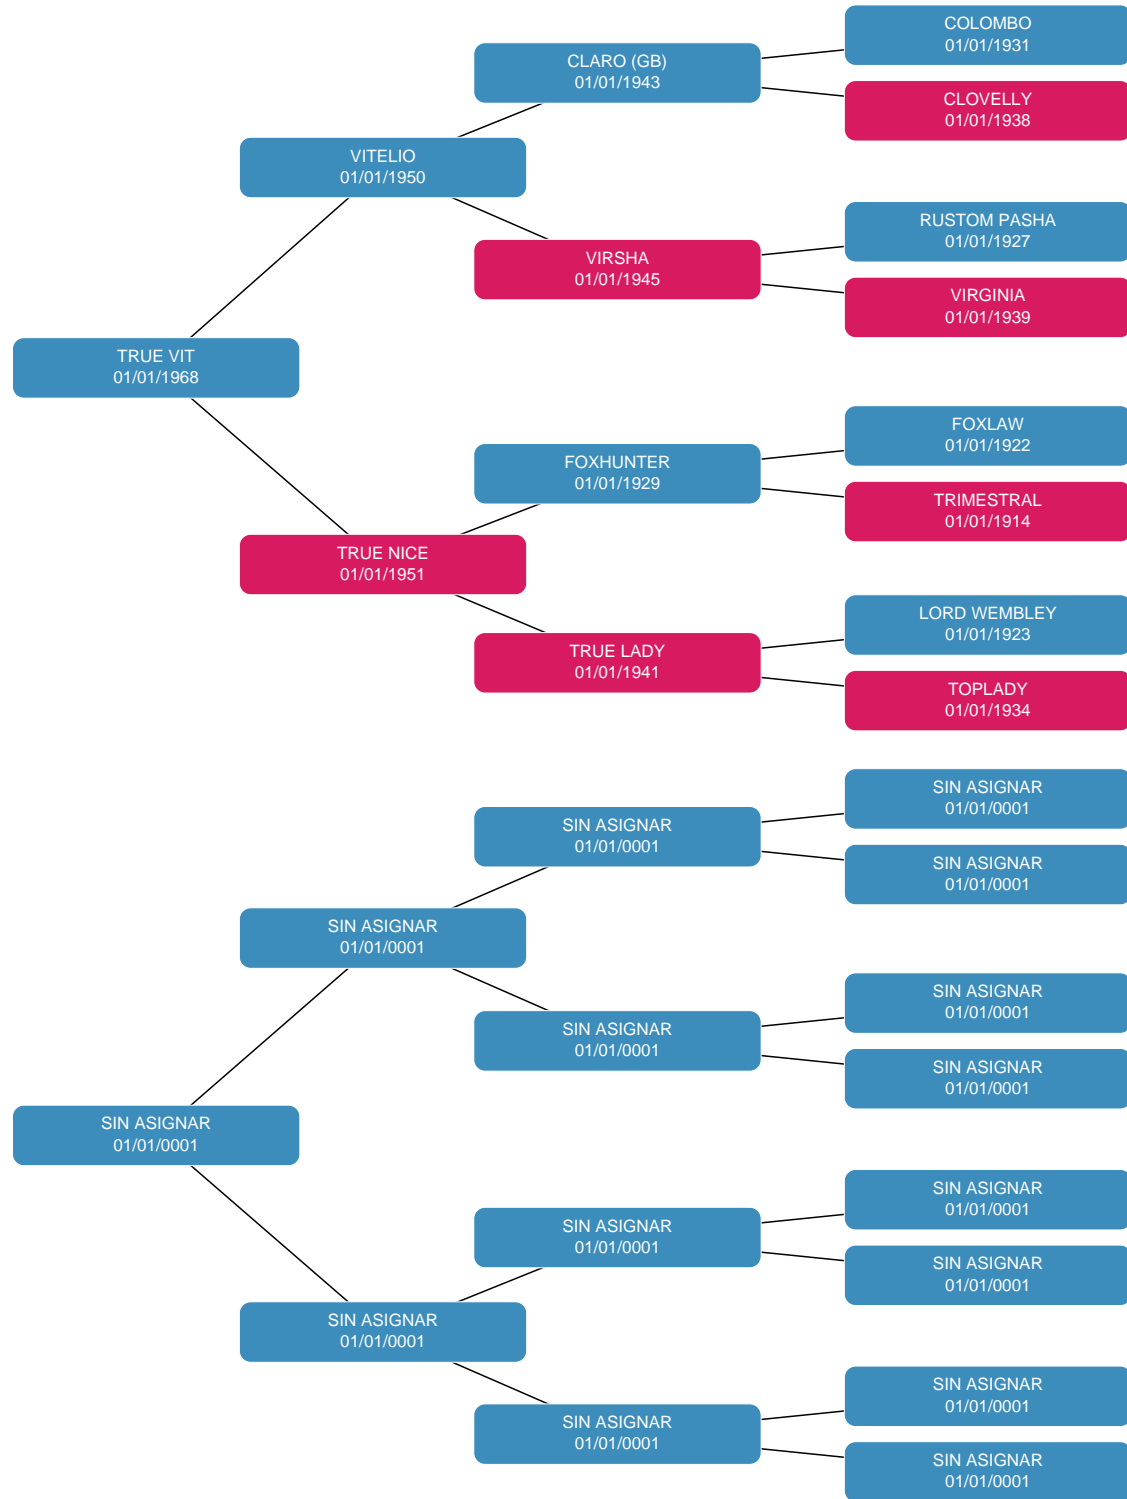 COLOMBO
01/01/1931
CLARO (GB)
01/01/1943
CLOVELLY
01/01/1938
VITELIO
01/01/1950
RUSTOM PASHA
01/01/1927
VIRSHA
01/01/1945
VIRGINIA
01/01/1939
TRUE VIT
01/01/1968
FOXLAW
01/01/1922
FOXHUNTER
01/01/1929
TRIMESTRAL
01/01/1914
TRUE NICE
01/01/1951
LORD WEMBLEY
01/01/1923
TRUE LADY
01/01/1941
TOPLADY
01/01/1934
SIN ASIGNAR
01/01/0001
SIN ASIGNAR
01/01/0001
SIN ASIGNAR
01/01/0001
SIN ASIGNAR
01/01/0001
SIN ASIGNAR
01/01/0001
SIN ASIGNAR
01/01/0001
SIN ASIGNAR
01/01/0001
SIN ASIGNAR
01/01/0001
SIN ASIGNAR
01/01/0001
SIN ASIGNAR
01/01/0001
SIN ASIGNAR
01/01/0001
SIN ASIGNAR
01/01/0001
SIN ASIGNAR
01/01/0001
SIN ASIGNAR
01/01/0001
SIN ASIGNAR
01/01/0001